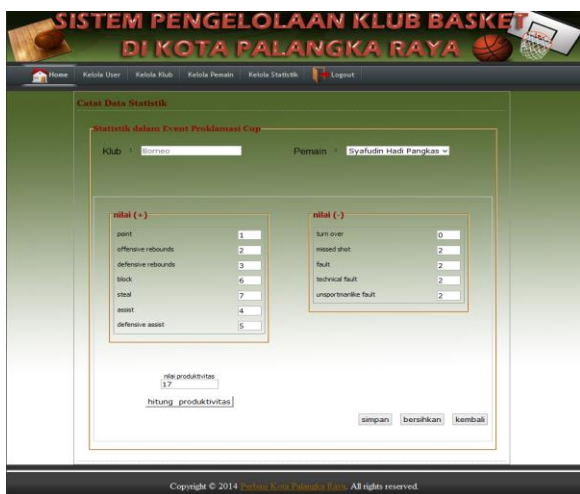 SISTEM PENGELOLAAN KLUB BASKET
DI KOTA PALANGKA RAYA
Home Kelola User Kelola Klub Kelola Pemain Kelola Statistik Logout
Catat Data Statistik
Statistik dalam Event Proklamasi Cup
Klub : Borneo Pemain : Syafudin Hadi Pangkas
nilai (+)
point 1
offensive rebounds 2
defensive rebounds 3
block 6
steal 7
assist 4
defensive assist 5
nilai (-)
turn over 0
missed shot 2
fault 2
technical fault 2
unsportmanlike fault 2
nilai produktivitas
17
hitung produktivitas
simpan bersihkan kembali
Copyright © 2014 Perbasi Kota Palangka Raya. All rights reserved.